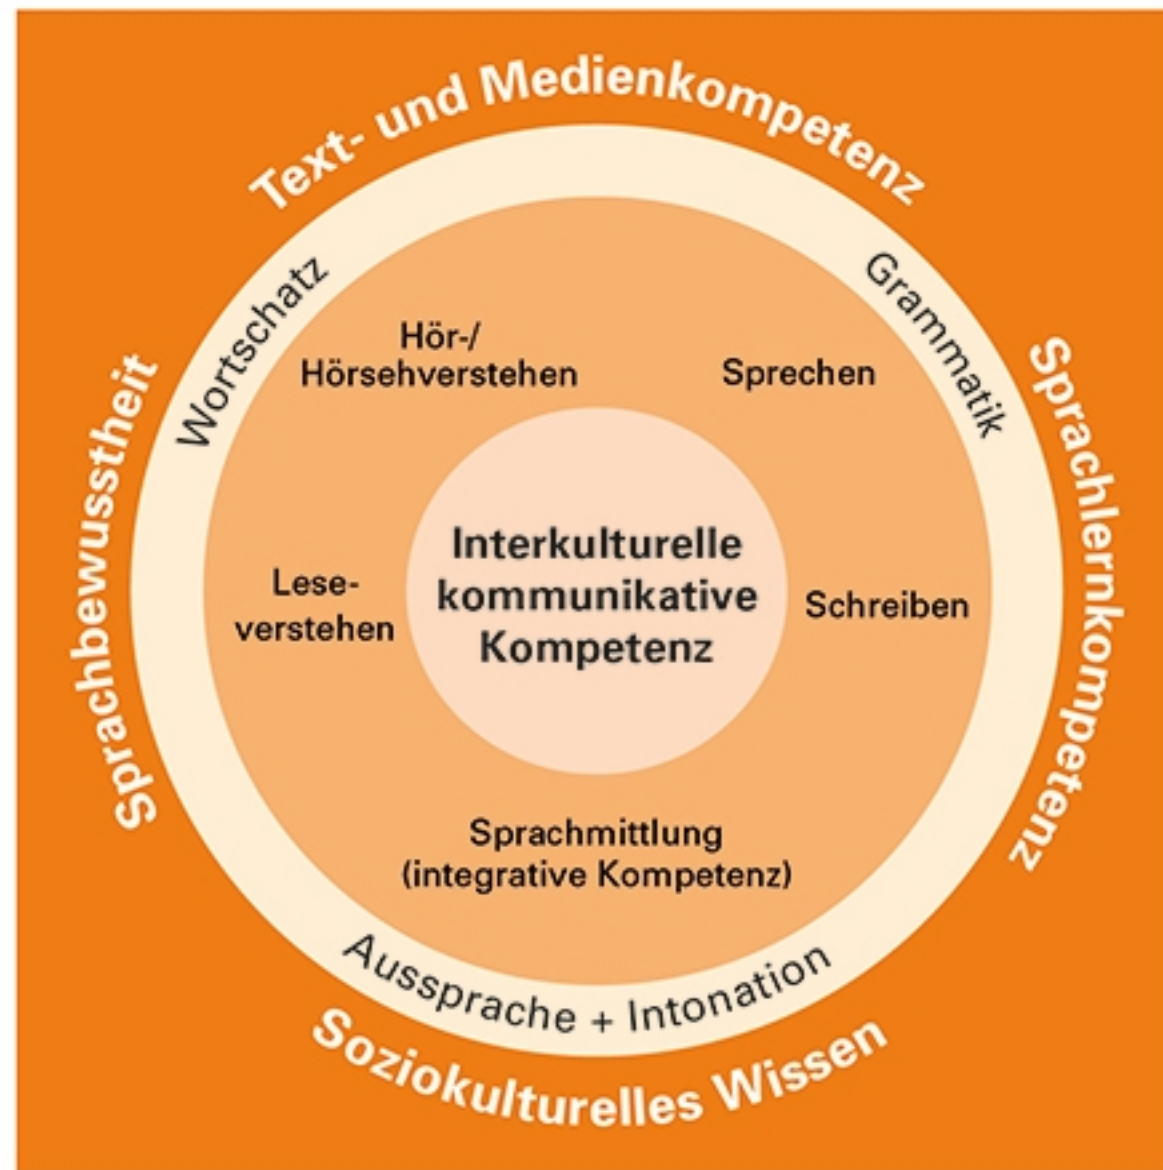 Text- und Medienkompetenz
Wortschatz
Grammatik
Sprachbewusstheit
Sprachlernkompetenz
Hör-/
Hörsehverstehen
Sprechen
Interkulturelle
kommunikative
Kompetenz
Lese-
verstehen
Schreiben
Sprachmittlung
(integrative Kompetenz)
Aussprache + Intonation
Soziokulturelles Wissen